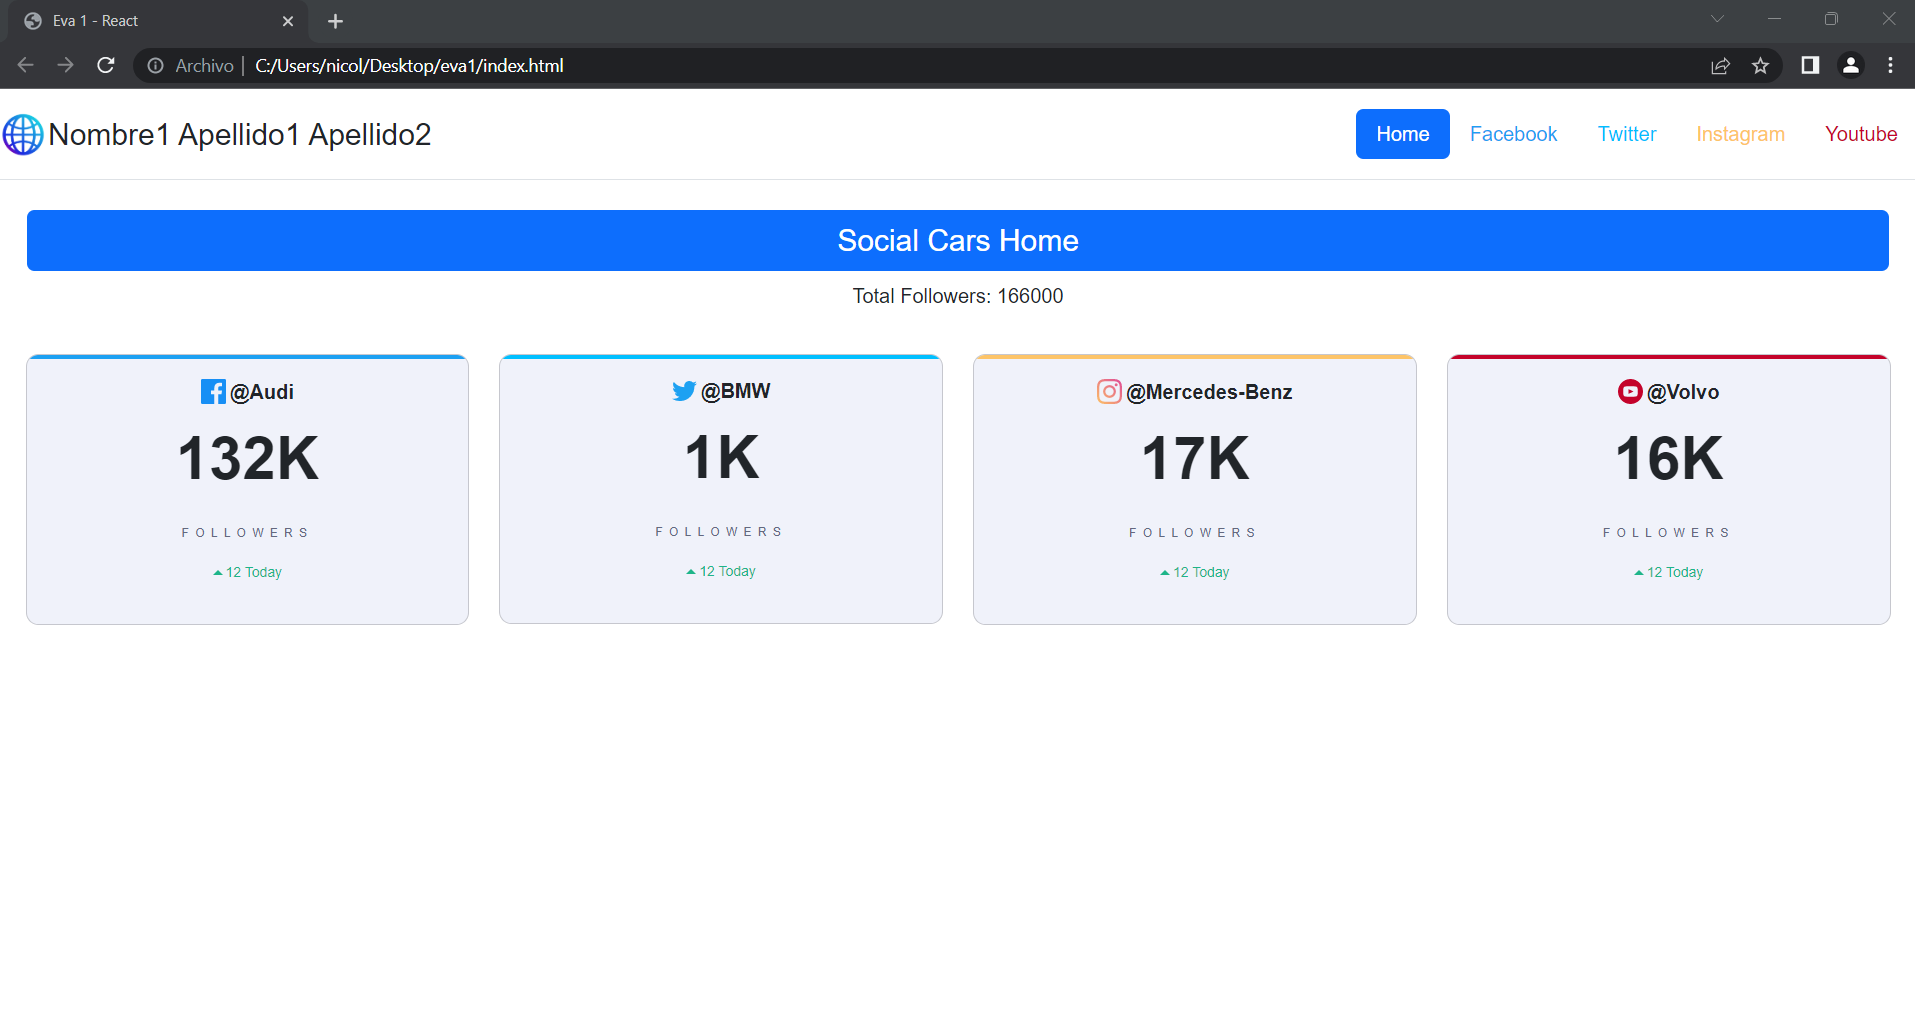 Eva 1 - React
Archivo | C:/Users/nicol/Desktop/eva1/index.html
Nombre1 Apellido1 Apellido2
Home Facebook Twitter Instagram Youtube
Social Cars Home
Total Followers: 166000
@Audi
132K
FOLLOWERS
12 Today
@BMW
1K
FOLLOWERS
12 Today
@Mercedes-Benz
17K
FOLLOWERS
12 Today
@Volvo
16K
FOLLOWERS
12 Today